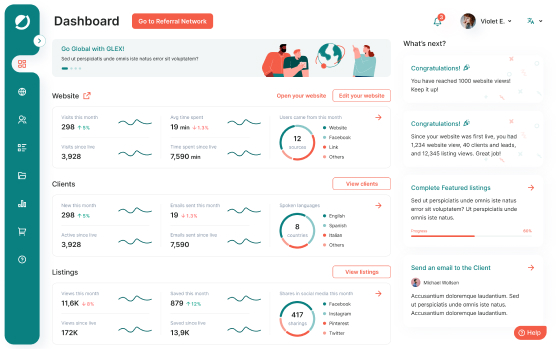 Dashboard
Go to Referral Network
3
Violet E.
Go Global with GLEXI
Sed ut perspiciatis unde omnis iste natus error sit voluptatem?
Website
Open your website
Edit your website
Visits this month
298 ↑ 5%
Visits since live
3,928
Avg time spent
19 min ↓ 1.3%
Time spent since live
7,590 min
Users came from this month
12
sources
Website
Facebook
Link
Others
Clients
View clients
New this month
298 ↑ 5%
Active since live
3,928
Emails sent this month
19 ↓ 1.3%
Emails sent since live
7,590
Spoken languages
8
countries
English
Spanish
Italian
Others
Listings
View listings
Views this month
11,6K ↓ 6%
Views since live
172K
Saved this month
879 ↑ 12%
Saved since live
13,9K
Shares in social media this month
417
sharings
Facebook
Instagram
Pinterest
Twitter
What's next?
Congratulations!
You have reached 1000 website views!
Keep it up!
Congratulations!
Since your website was first live, you had
1,234 website view, 40 clients and leads,
and 12,345 listing views. Great job!
Complete Featured listings
Sed ut perspiciatis unde omnis iste natus
error sit voluptatem? Ut perspiciatis unde
omnis iste natus.
Progress
Send an email to the Client
Michael Wollson
Accusantium doloremque laudantium. Sed
ut perspiciatis unde omnis iste natus.
Accusantium doloremque laudantium.
Help